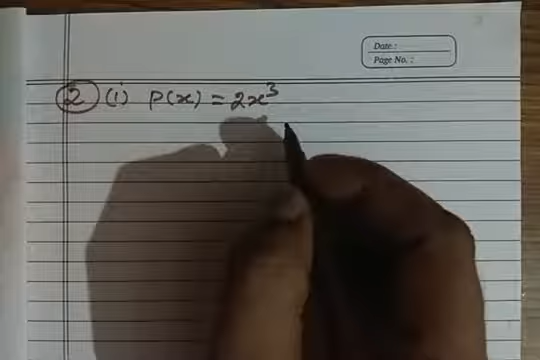 Date :
Page No. :
2 (i) P(x) = 2x³